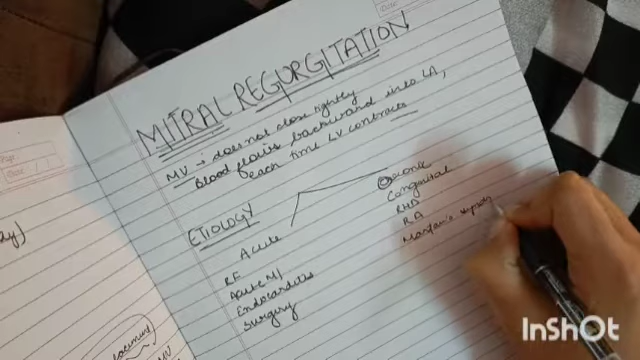 MITRAL REGURGITATION
MV → does not close tightly
Blood flows backward into LA,
each time LV contracts
ETIOLOGY
Acute
RF
Acute MI
Endocarditis
Surgery
Congenital
RHD
RA
Marfan's
Date
InShOt